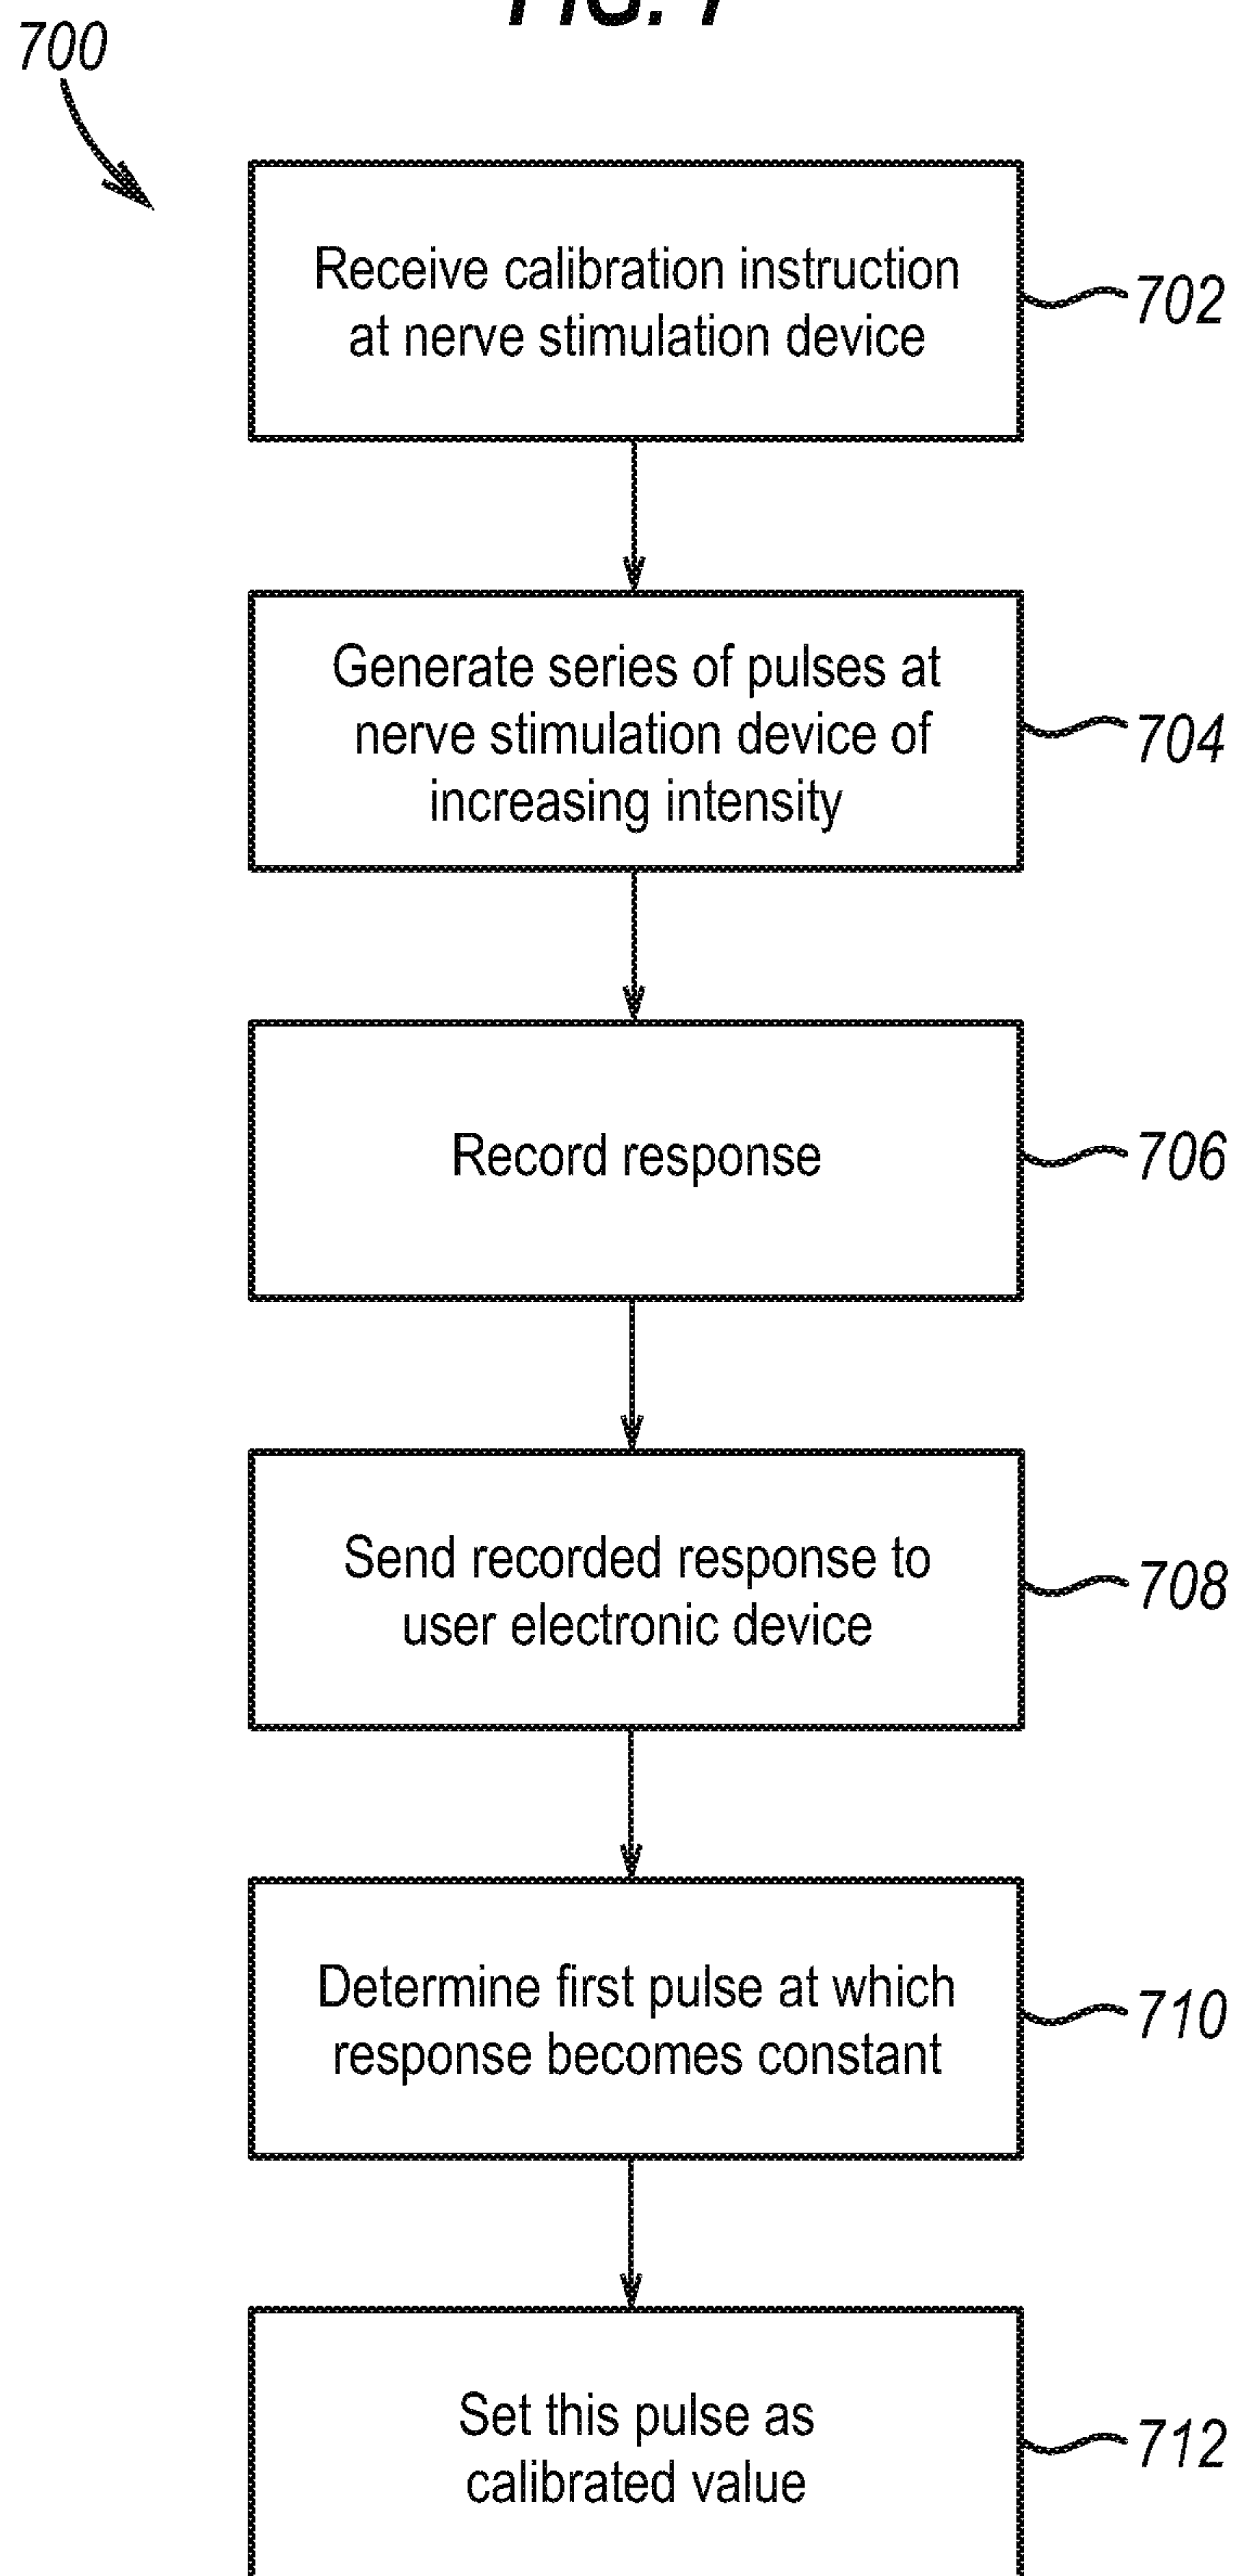 FIG. 7
700
Receive calibration instruction
at nerve stimulation device
702
Generate series of pulses at
nerve stimulation device of
increasing intensity
704
Record response
706
Send recorded response to
user electronic device
708
Determine first pulse at which
response becomes constant
710
Set this pulse as
calibrated value
712